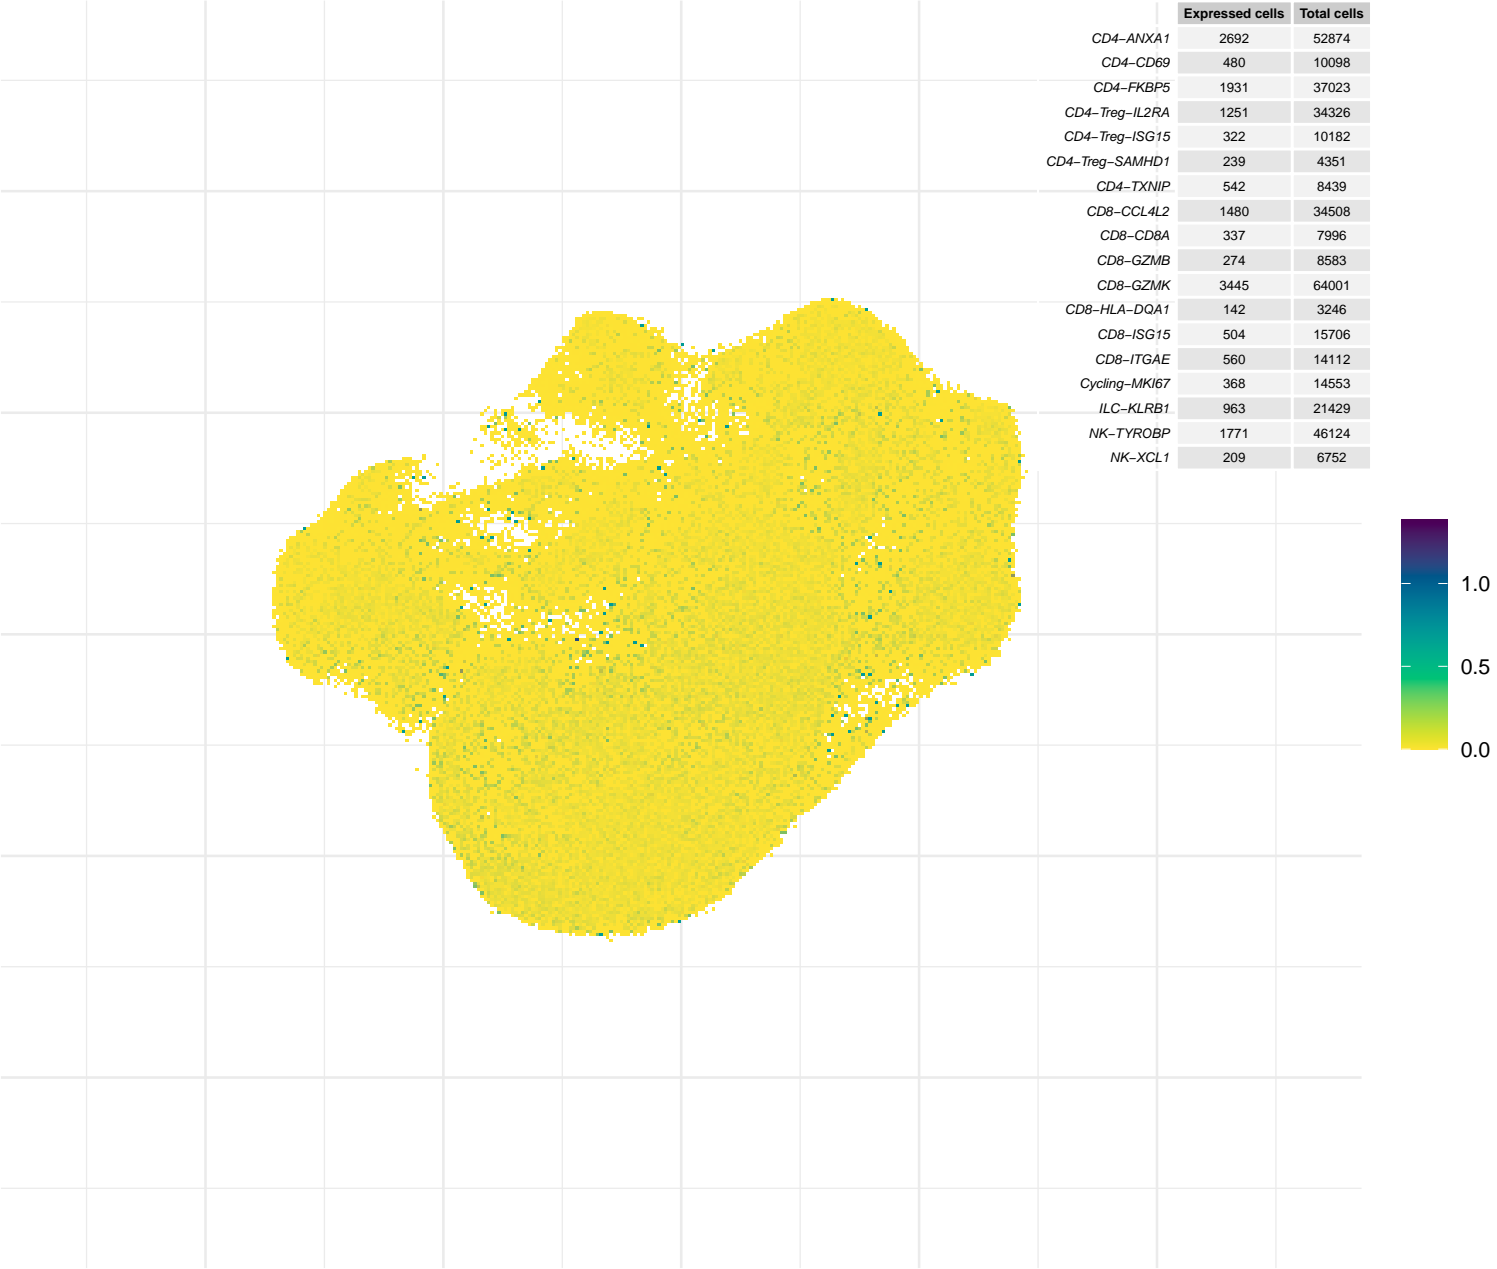 Expressed cells Total cells
CD4−ANXA1 2692 52874
CD4−CD69 480 10098
CD4−FKBP5 1931 37023
CD4−Treg−IL2RA 1251 34326
CD4−Treg−ISG15 322 10182
CD4−Treg−SAMHD1 239 4351
CD4−TXNIP 542 8439
CD8−CCL4L2 1480 34508
CD8−CD8A 337 7996
CD8−GZMB 274 8583
CD8−GZMK 3445 64001
CD8−HLA−DQA1 142 3246
CD8−ISG15 504 15706
CD8−ITGAE 560 14112
Cycling−MKI67 368 14553
ILC−KLRB1 963 21429
NK−TYROBP 1771 46124
NK−XCL1 209 6752
1.0
0.5
0.0